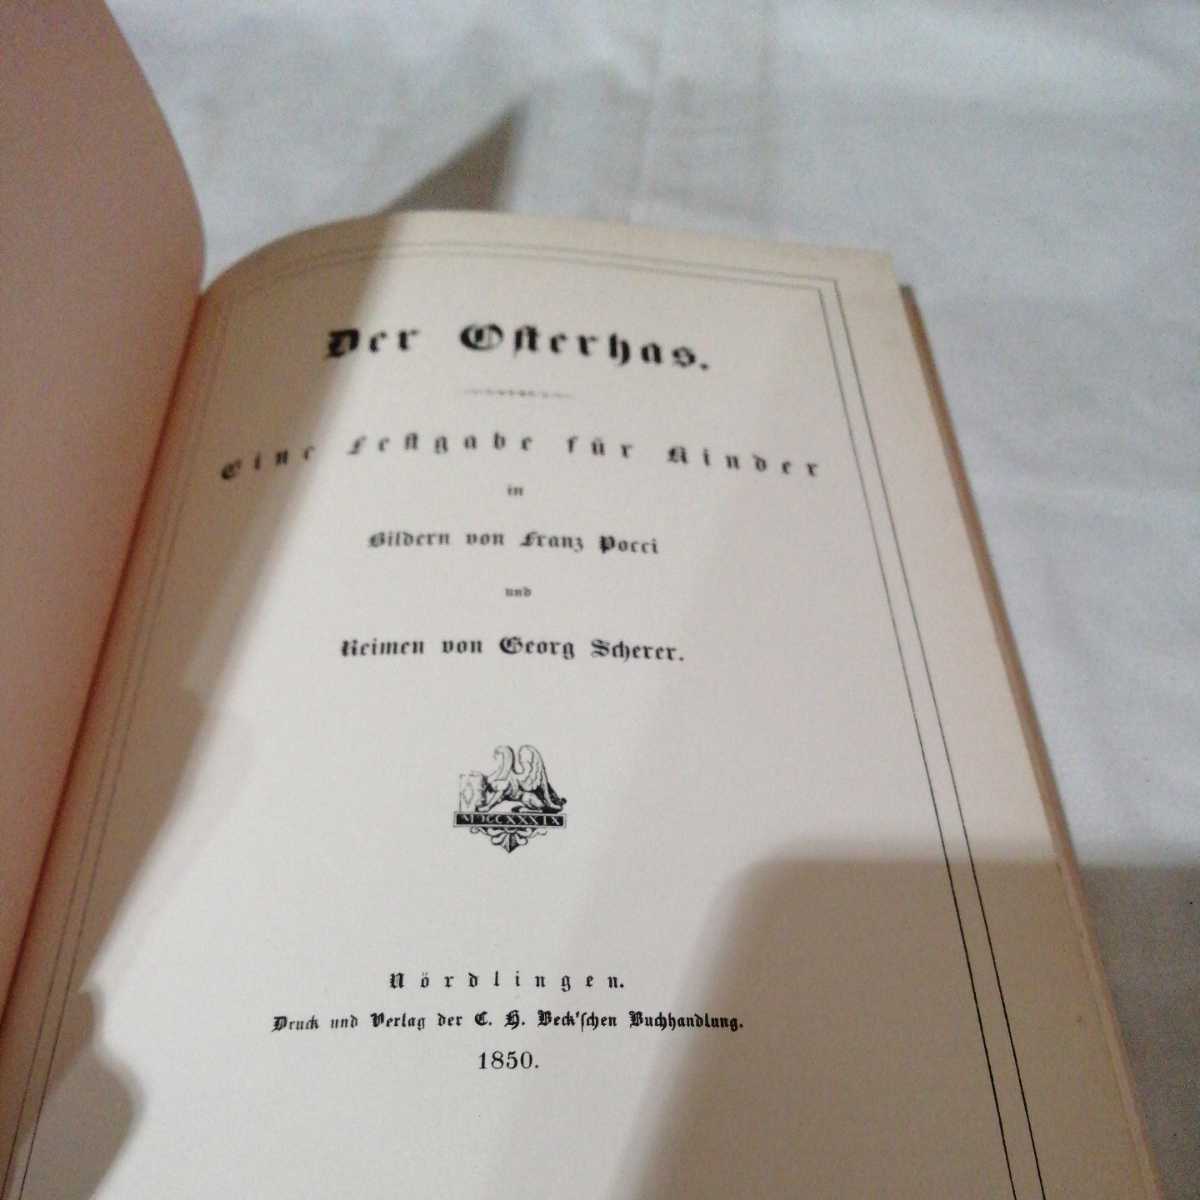 Der Osterhas.
Eine Festgabe für Kinder
in
Bildern von Franz Pocci
und
Reimen von Georg Scherer.
MDCCXXXIX
Nördlingen.
Druck und Verlag der C. H. Beck'schen Buchhandlung.
1850.